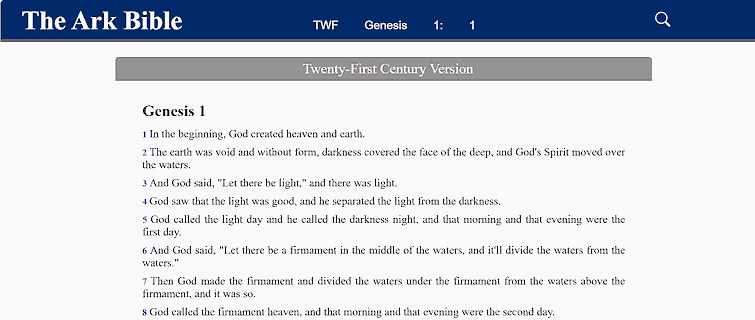 The Ark Bible
TWF Genesis 1: 1
Twenty-First Century Version
Genesis 1
1 In the beginning, God created heaven and earth.
2 The earth was void and without form, darkness covered the face of the deep, and God's Spirit moved over
the waters.
3 And God said, "Let there be light," and there was light.
4 God saw that the light was good, and he separated the light from the darkness.
5 God called the light day and he called the darkness night, and that morning and that evening were the
first day.
6 And God said, "Let there be a firmament in the middle of the waters, and it'll divide the waters from the
waters."
7 Then God made the firmament and divided the waters under the firmament from the waters above the
firmament, and it was so.
8 God called the firmament heaven, and that morning and that evening were the second day.